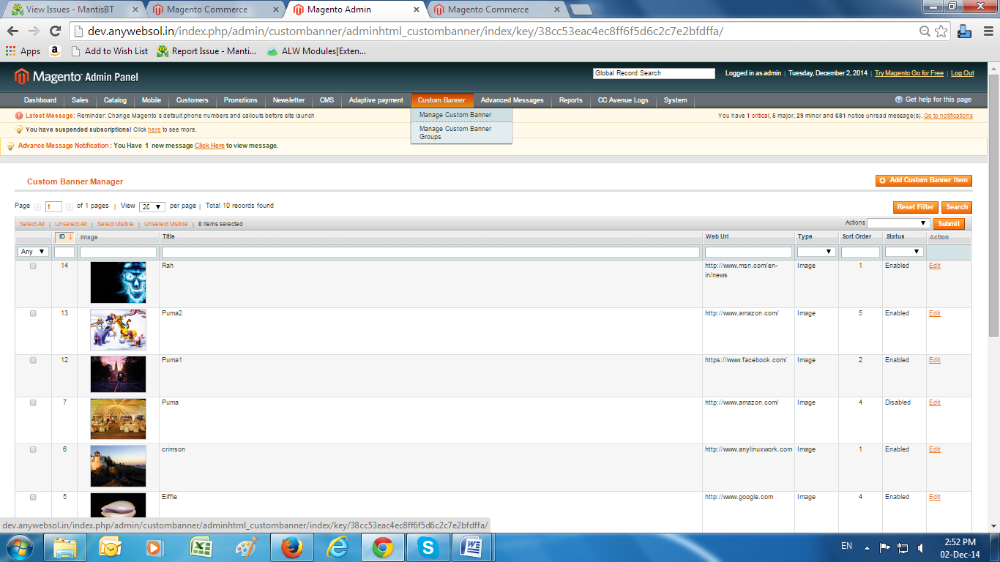 View Issues - MantisBT
Magento Commerce
Magento Admin
Magento Commerce
dev.anywebsol.in/index.php/admin/custombanner/adminhtml_custombanner/index/key/38cc53eac4ec8ff6f5d6c2c7e2bfdffa/
Apps
Add to Wish List
Report Issue - Manti...
ALW Modules[Exten...
Magento Admin Panel
Global Record Search
Logged in as admin | Tuesday, December 2, 2014 | Try Magento Go for Free | Log Out
Dashboard Sales Catalog Mobile Customers Promotions Newsletter CMS Adaptive payment Custom Banner Advanced Messages Reports CC Avenue Logs System
Get help for this page
Manage Custom Banner
Manage Custom Banner
Groups
Latest Message: Reminder: Change Magento`s default phone numbers and callouts before site launch
You have 1 critical, 5 major, 29 minor and 681 notice unread message(s). Go to notifications
You have suspended subscriptions! Click here to see more.
Advance Message Notification : You Have 1 new message Click Here to view message.
Custom Banner Manager
Add Custom Banner Item
Page 1 of 1 pages | View 20 per page | Total 10 records found
Reset Filter Search
Select All | Unselect All | Select Visible | Unselect Visible | 0 items selected
Actions Submit
ID Image Title Web Url Type Sort Order Status Action
Any
14 Rah http://www.msn.com/en-
in/news Image 1 Enabled Edit
13 Puma2 http://www.amazon.com/ Image 5 Enabled Edit
12 Puma1 https://www.facebook.com/ Image 2 Enabled Edit
7 Puma http://www.amazon.com/ Image 4 Disabled Edit
6 crimson http://www.anylinuxwork.com Image 1 Enabled Edit
5 Eiffle http://www.google.com Image 4 Enabled Edit
dev.anywebsol.in/index.php/admin/custombanner/adminhtml_custombanner/index/key/38cc53eac4ec8ff6f5d6c2c7e2bfdffa/
EN
2:52 PM
02-Dec-14